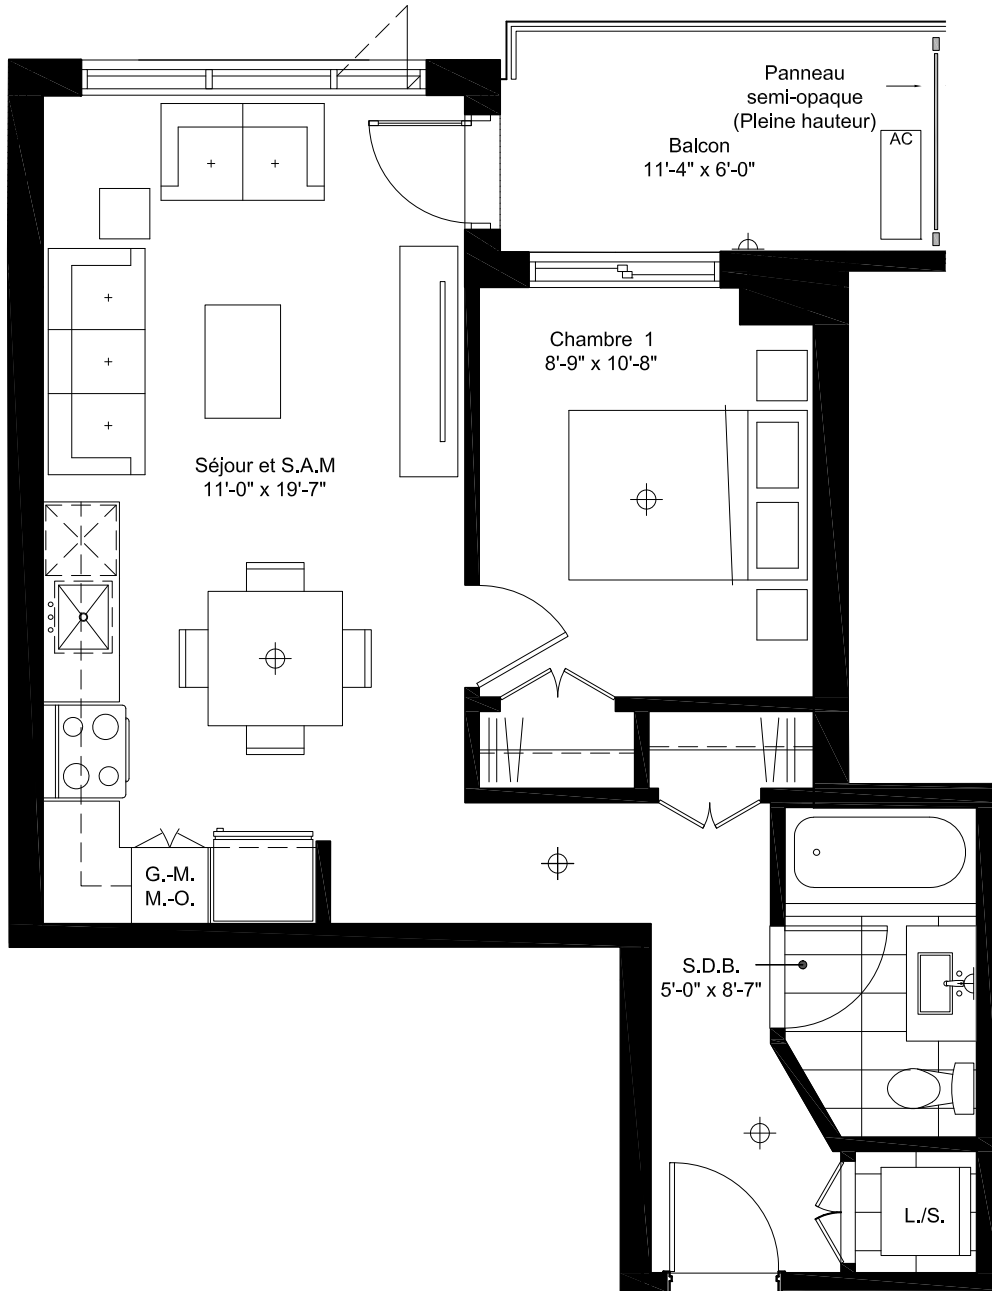 Panneau
semi-opaque
(Pleine hauteur)
AC
Balcon
11'-4" x 6'-0"
Chambre 1
8'-9" x 10'-8"
Séjour et S.A.M
11'-0" x 19'-7"
G.-M.
M.-O.
S.D.B.
5'-0" x 8'-7"
L./S.